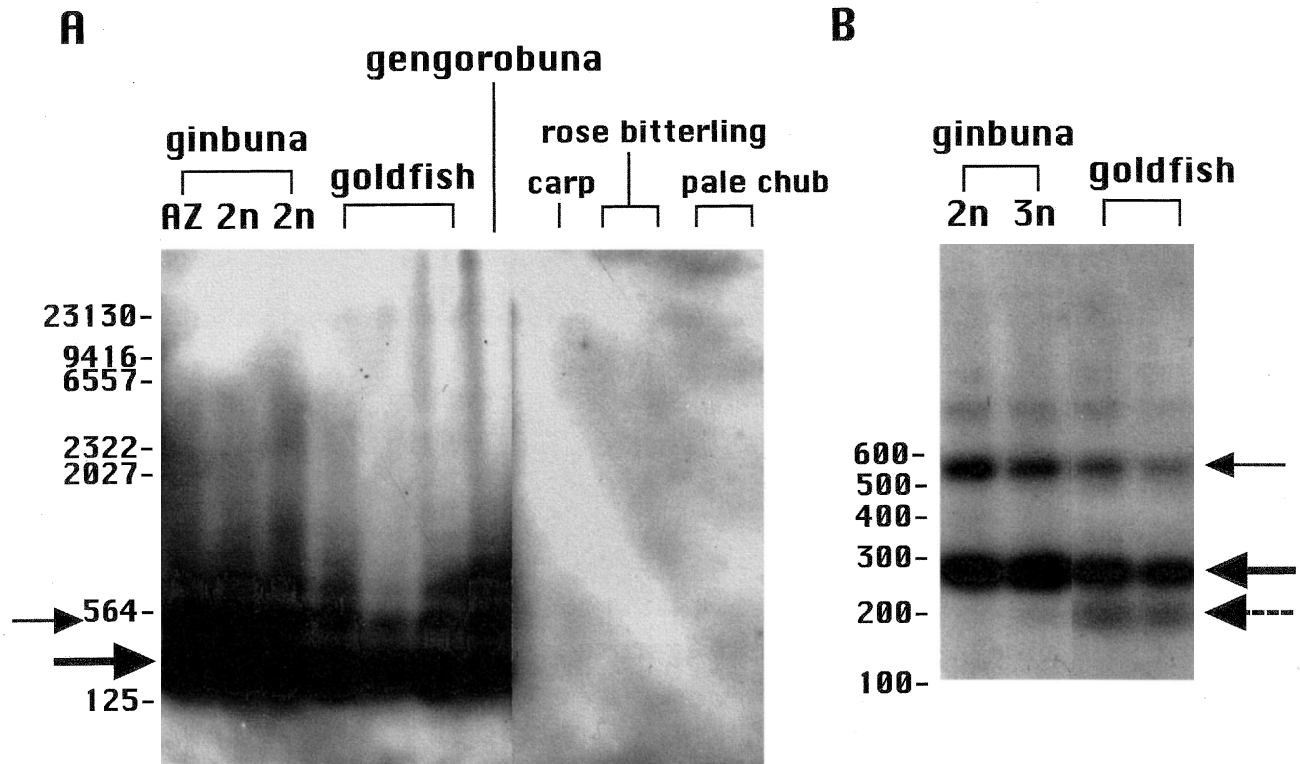 A
B
gengorobuna
ginbuna
goldfish
rose bitterling
carp
pale chub
AZ 2n 2n
23130-
9416-
6557-
2322-
2027-
564-
125-
ginbuna
goldfish
2n 3n
600-
500-
400-
300-
200-
100-